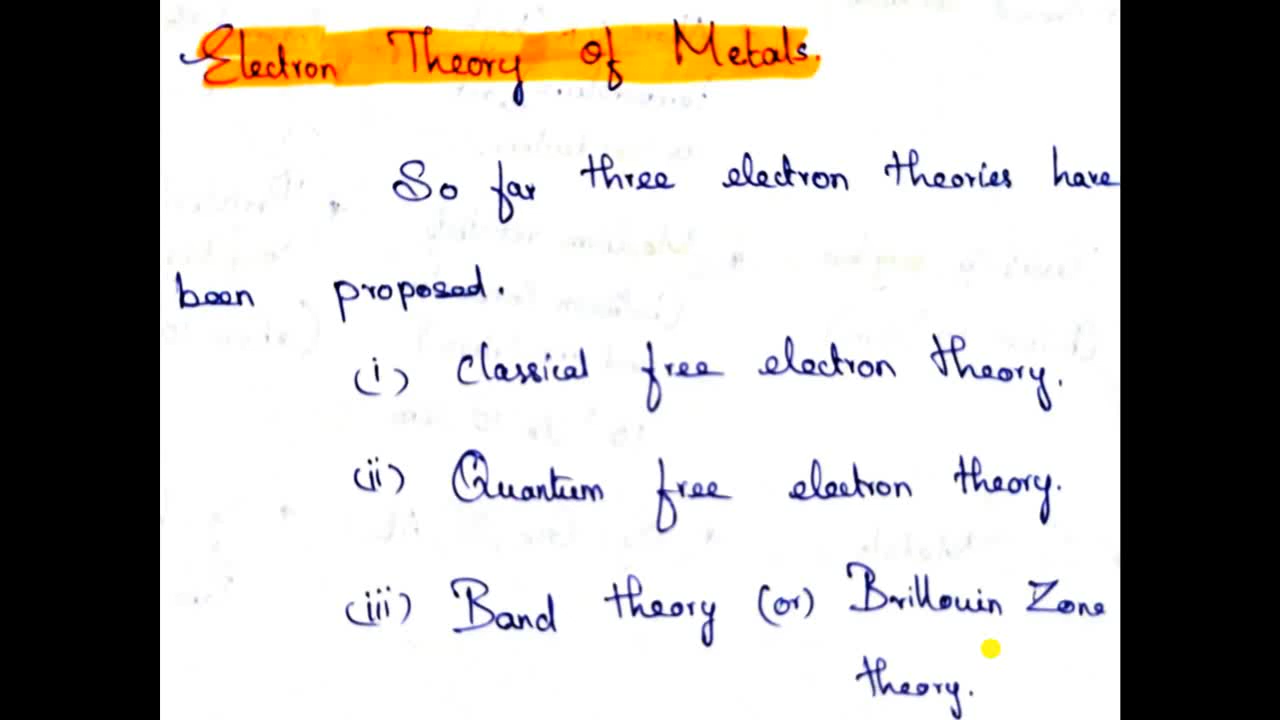 Electron Theory of Metals.
So far three electron theories have
been proposed.
(i) Classical free electron theory.
(ii) Quantum free electron theory.
(iii) Band theory (or) Brillouin Zone
theory.